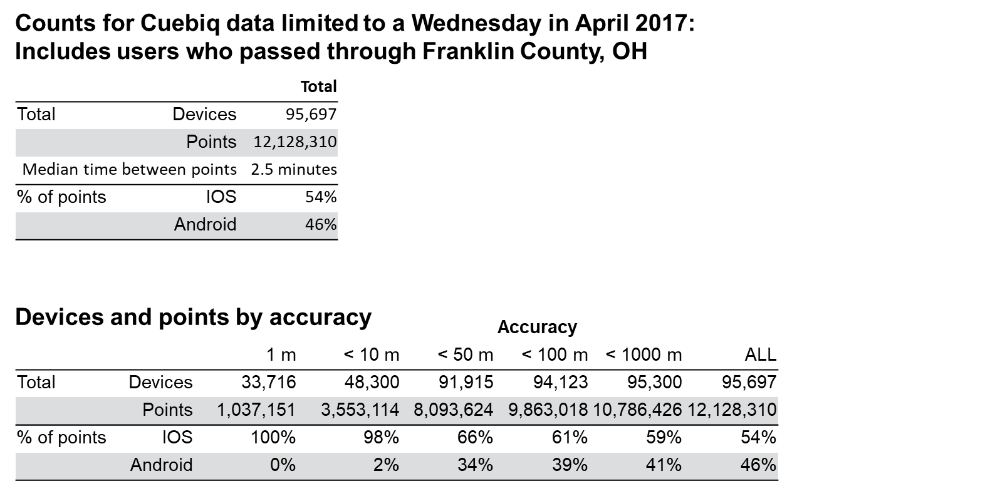 Counts for Cuebiq data limited to a Wednesday in April 2017:
Includes users who passed through Franklin County, OH
Total
Total Devices 95,697
Points 12,128,310
Median time between points 2.5 minutes
% of points IOS 54%
Android 46%
Devices and points by accuracy
Accuracy
1 m < 10 m < 50 m < 100 m < 1000 m ALL
Total Devices 33,716 48,300 91,915 94,123 95,300 95,697
Points 1,037,151 3,553,114 8,093,624 9,863,018 10,786,426 12,128,310
% of points IOS 100% 98% 66% 61% 59% 54%
Android 0% 2% 34% 39% 41% 46%